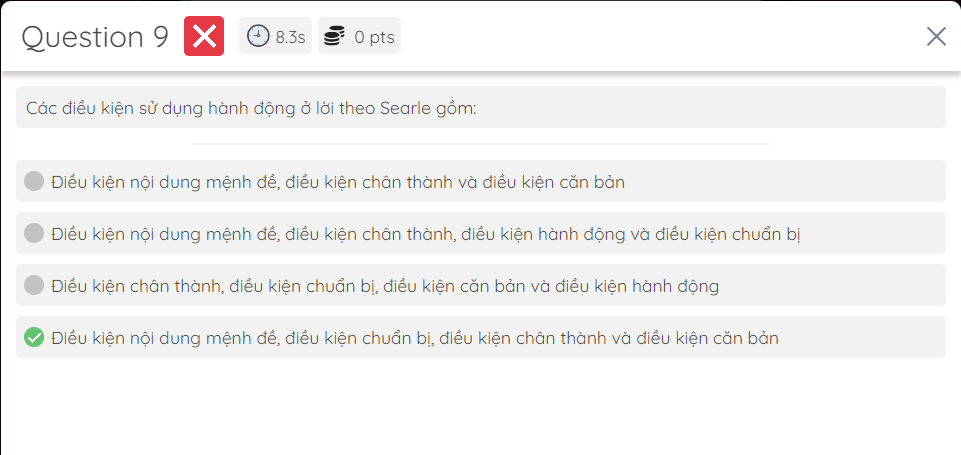 Question 9
8.3s
0 pts
Các điều kiện sử dụng hành động ở lời theo Searle gồm:
Điều kiện nội dung mệnh đề, điều kiện chân thành và điều kiện căn bản
Điều kiện nội dung mệnh đề, điều kiện chân thành, điều kiện hành động và điều kiện chuẩn bị
Điều kiện chân thành, điều kiện chuẩn bị, điều kiện căn bản và điều kiện hành động
Điều kiện nội dung mệnh đề, điều kiện chuẩn bị, điều kiện chân thành và điều kiện căn bản